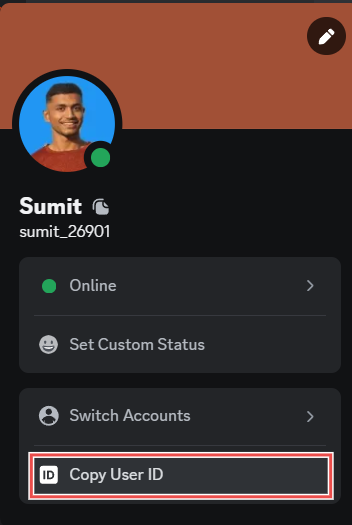 Sumit
sumit_26901
Online
Set Custom Status
Switch Accounts
ID Copy User ID